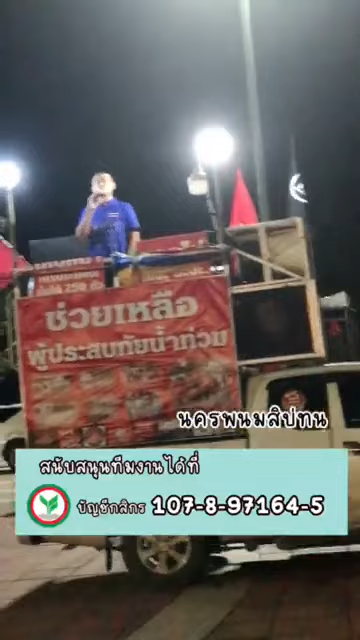 ช่วยเหลือ
ผู้ประสบภัยน้ำท่วม
นครพนมลิปทน
สนับสนุนทีมงานได้ที่
บัญชีกสิกร 107-8-97164-5